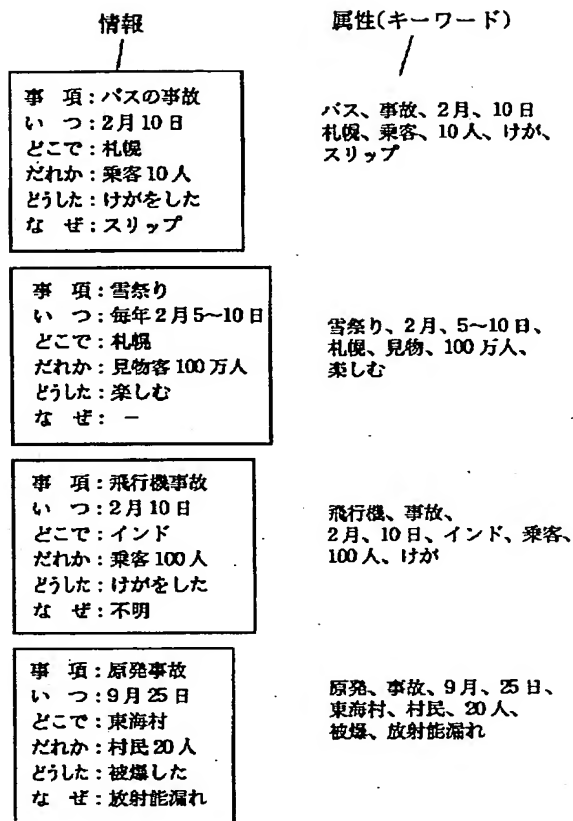 情報
属性(キーワード)
事 項:バスの事故
い つ:2月10日
どこで:札幌
だれか:乗客10人
どうした:けがをした
な ぜ:スリップ
バス、事故、2月、10日
札幌、乗客、10人、けが、
スリップ
事 項:雪祭り
い つ:毎年2月5~10日
どこで:札幌
だれか:見物客100万人
どうした:楽しむ
な ぜ: -
雪祭り、2月、5~10日、
札幌、見物、100万人、
楽しむ
事 項:飛行機事故
い つ:2月10日
どこで:インド
だれか:乗客100人
どうした:けがをした
な ぜ:不明
飛行機、事故、
2月、10日、インド、乗客、
100人、けが
事 項:原発事故
い つ:9月25日
どこで:東海村
だれか:村民20人
どうした:被爆した
な ぜ:放射能漏れ
原発、事故、9月、25日、
東海村、村民、20人、
被爆、放射能漏れ